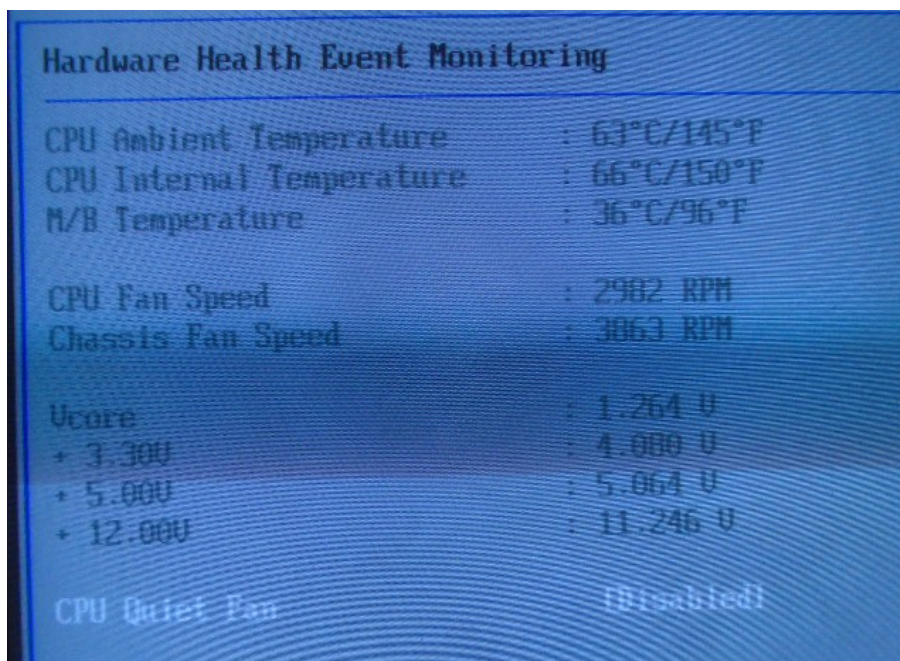 Hardware Health Event Monitoring
CPU Ambient Temperature : 63°C/145°F
CPU Internal Temperature : 66°C/150°F
M/B Temperature : 36°C/96°F
CPU Fan Speed : 2982 RPM
Chassis Fan Speed : 3063 RPM
Vcore : 1.264 V
+ 3.30V : 4.080 V
+ 5.00V : 5.064 V
+ 12.00V : 11.246 V
CPU Quiet Fan [Disabled]